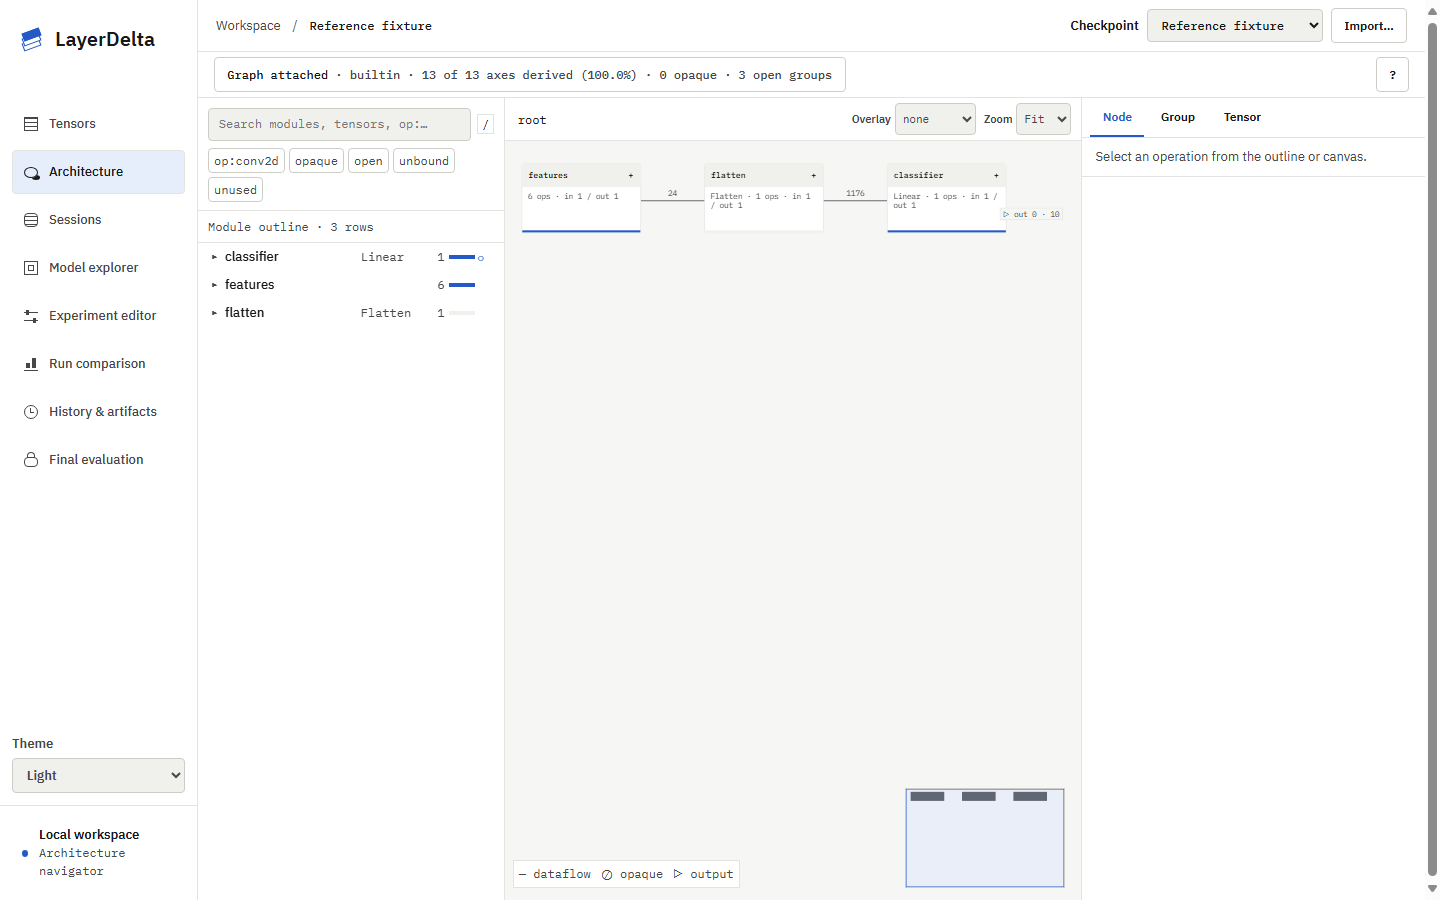 LayerDelta
Tensors
Architecture
Sessions
Model explorer
Experiment editor
Run comparison
History & artifacts
Final evaluation
Theme
Light
Local workspace
Architecture
navigator
Workspace / Reference fixture
Checkpoint Reference fixture Import...
Graph attached · builtin · 13 of 13 axes derived (100.0%) · 0 opaque · 3 open groups
?
Search modules, tensors, op:… /
op:conv2d opaque open unbound
unused
Module outline · 3 rows
classifier Linear 1
features 6
flatten Flatten 1
root
Overlay none Zoom Fit
features +
6 ops · in 1 / out 1
24
flatten +
Flatten · 1 ops · in 1
/ out 1
1176
classifier +
Linear · 1 ops · in 1 /
out 1
out 0 · 10
dataflow opaque output
Node Group Tensor
Select an operation from the outline or canvas.